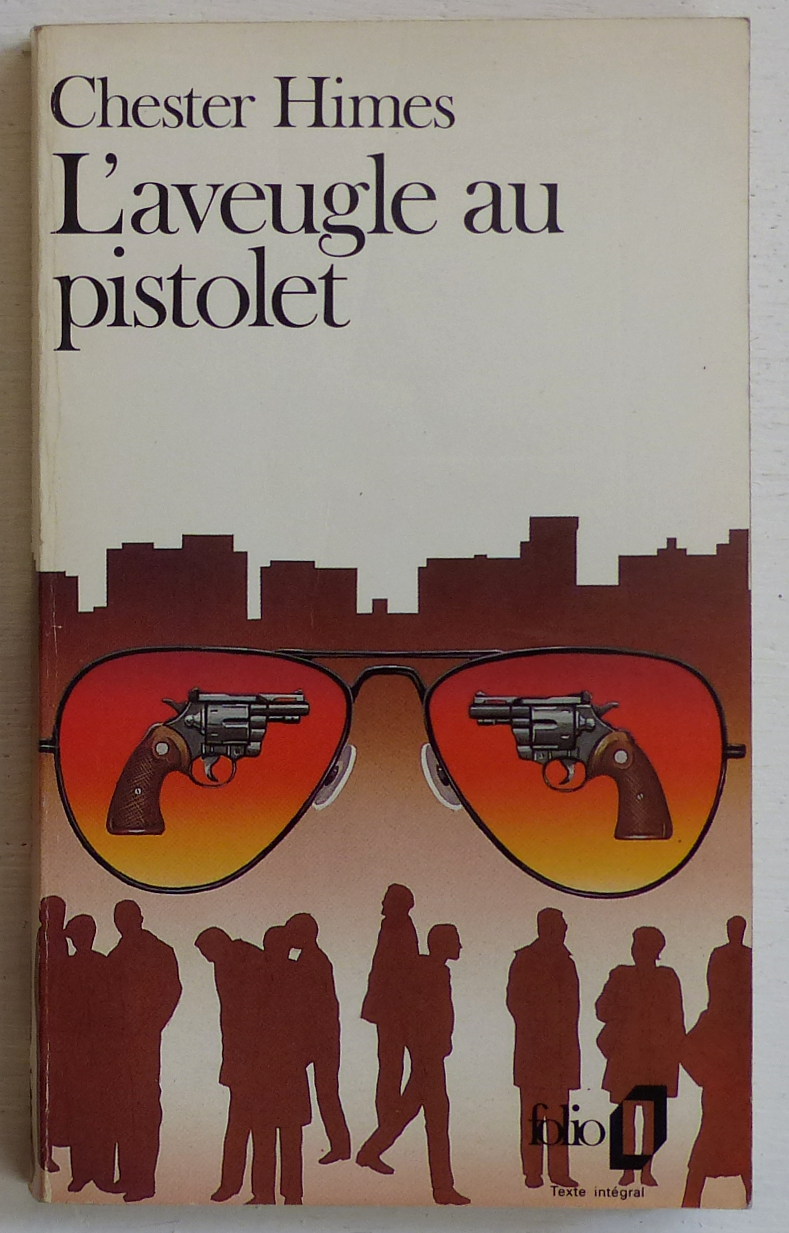 Chester Himes
L'aveugle au
pistolet
folio
Texte intégral